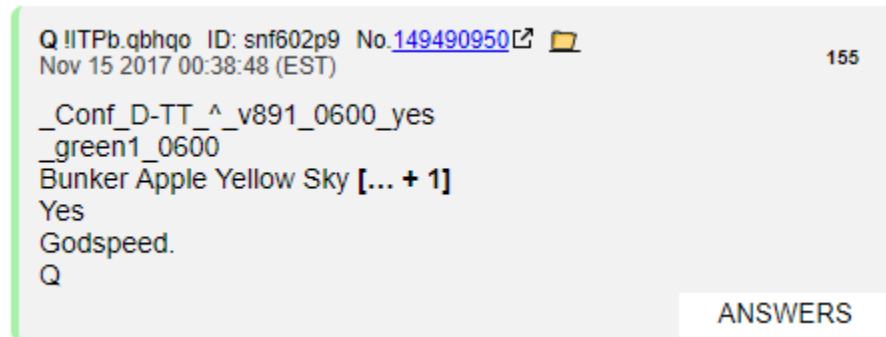 Q !ITPb.qbhqo ID: snf602p9 No.149490950
Nov 15 2017 00:38:48 (EST)
155
_Conf_D-TT_^_v891_0600_yes
_green1_0600
Bunker Apple Yellow Sky [… + 1]
Yes
Godspeed.
Q
ANSWERS